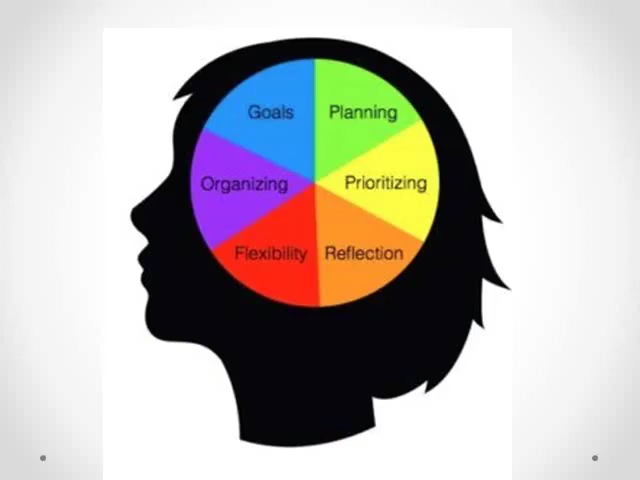 Goals
Planning
Organizing
Prioritizing
Flexibility
Reflection